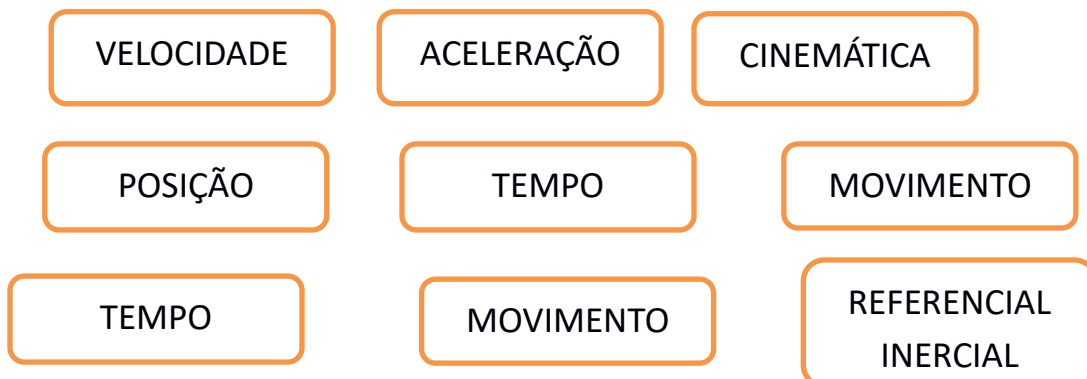 VELOCIDADE
ACELERAÇÃO
CINEMÁTICA
POSIÇÃO
TEMPO
MOVIMENTO
TEMPO
MOVIMENTO
REFERENCIAL
INERCIAL